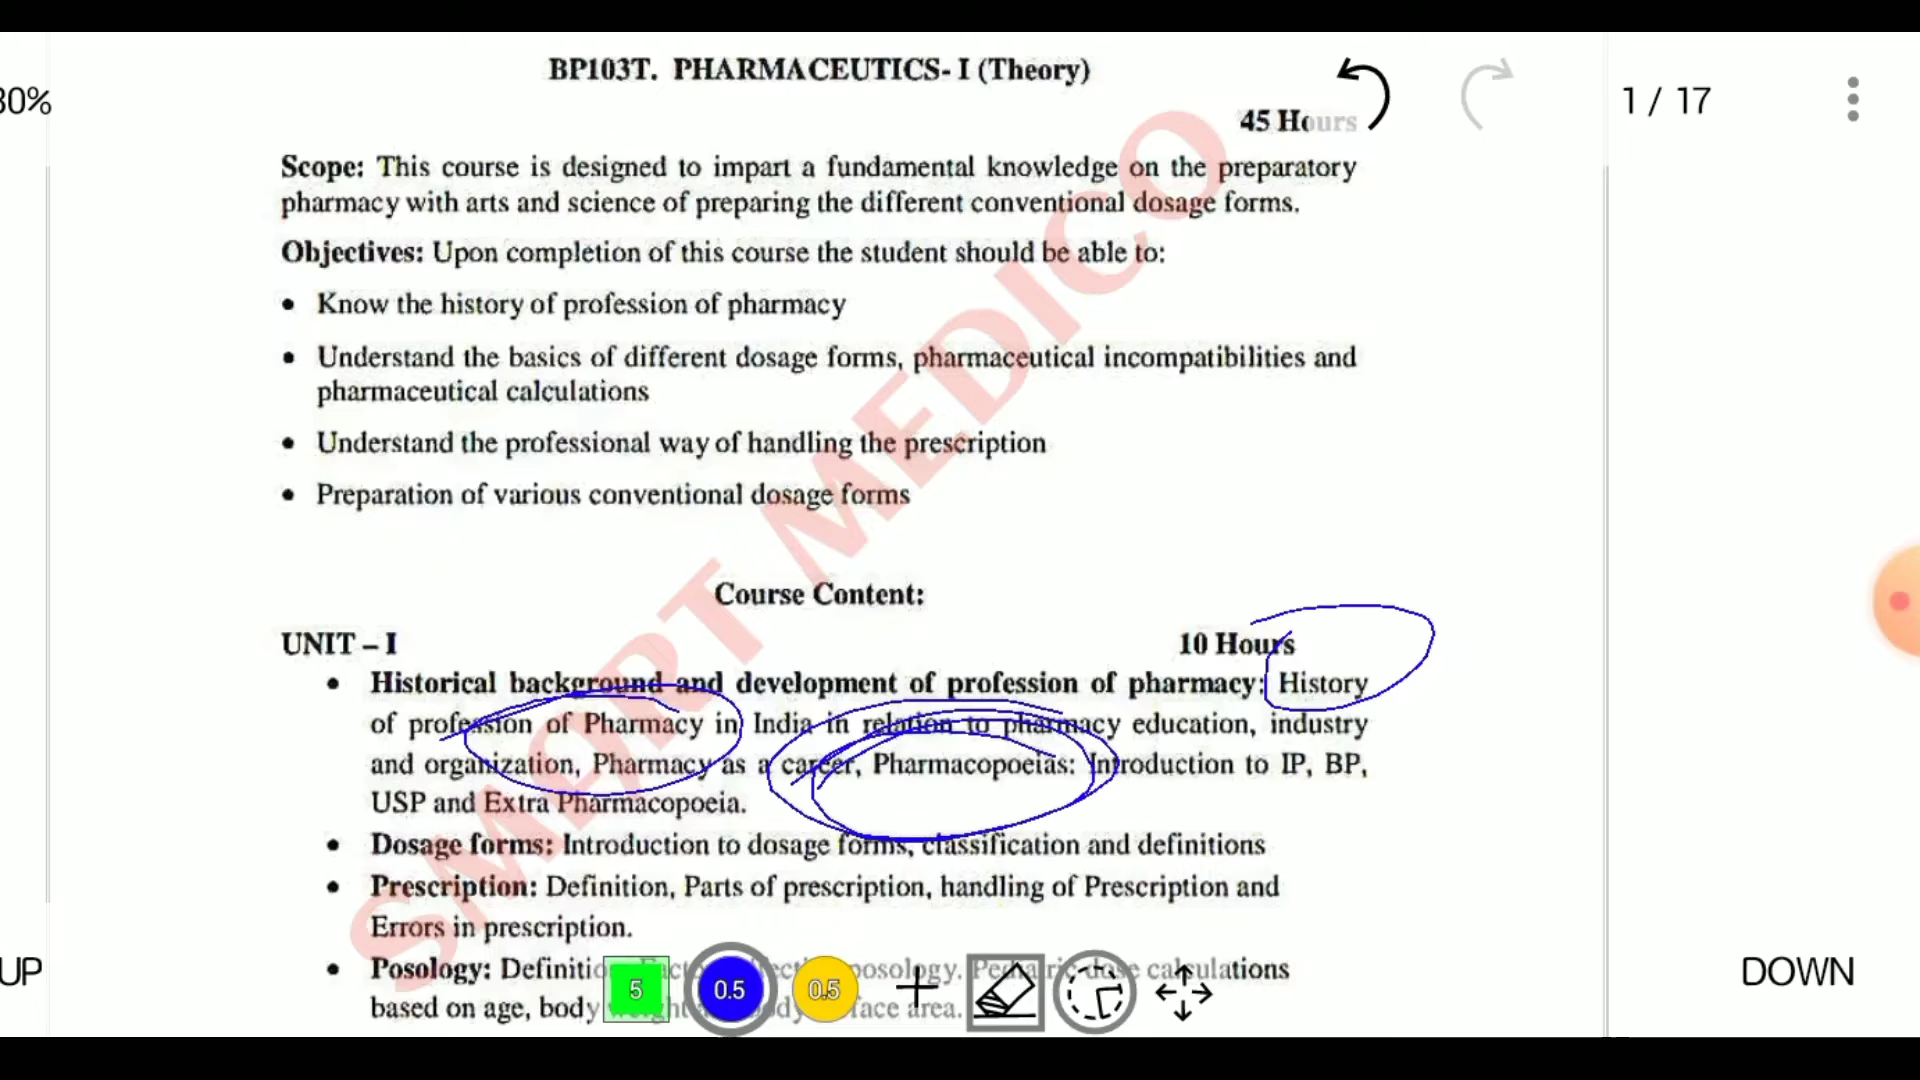 BP103T. PHARMACEUTICS- I (Theory)
30%
1 / 17
45 Hours
Scope: This course is designed to impart a fundamental knowledge on the preparatory
pharmacy with arts and science of preparing the different conventional dosage forms.
Objectives: Upon completion of this course the student should be able to:
• Know the history of profession of pharmacy
• Understand the basics of different dosage forms, pharmaceutical incompatibilities and
pharmaceutical calculations
• Understand the professional way of handling the prescription
• Preparation of various conventional dosage forms
Course Content:
UNIT – I 10 Hours
• Historical background and development of profession of pharmacy: History
of profession of Pharmacy in India in relation to pharmacy education, industry
and organization, Pharmacy as a career, Pharmacopoeias: Introduction to IP, BP,
USP and Extra Pharmacopoeia.
• Dosage forms: Introduction to dosage forms, classification and definitions
• Prescription: Definition, Parts of prescription, handling of Prescription and
Errors in prescription.
• Posology: posology. Pediatric dose calculations
based on age, body area.
UP
5
0.5
0.5
DOWN
SMART MEDICO